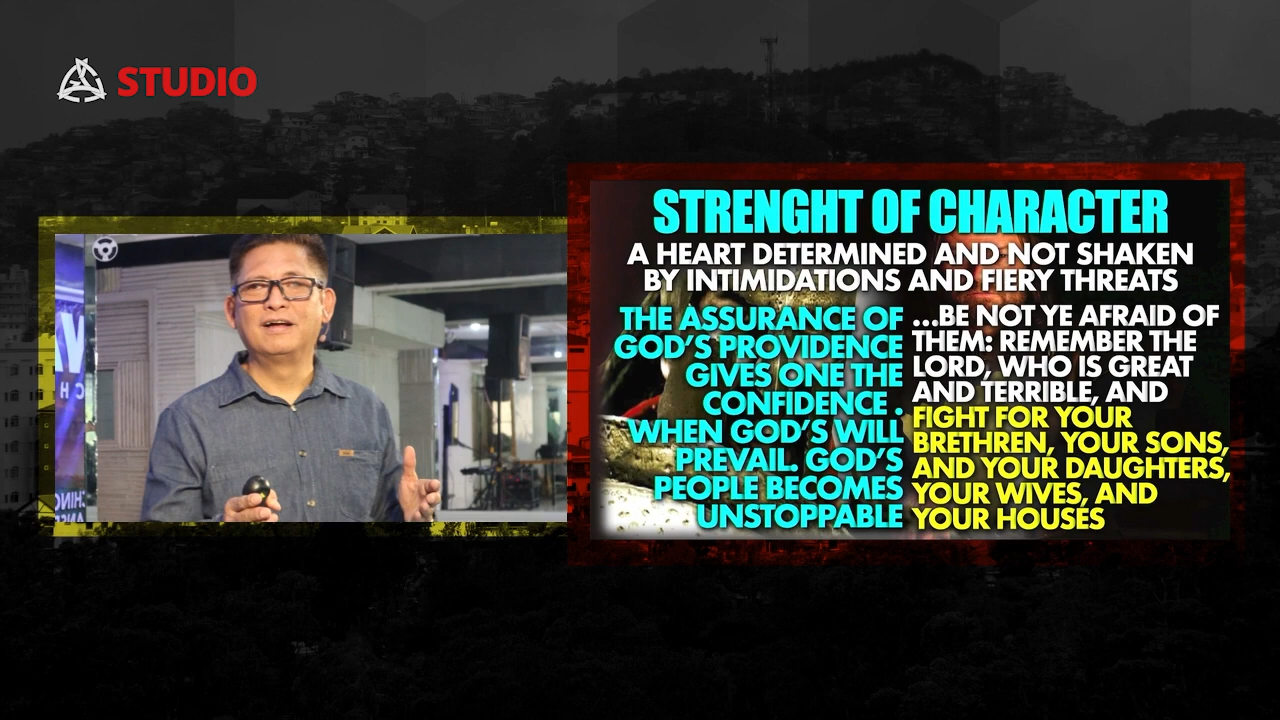 STUDIO
STRENGHT OF CHARACTER
A HEART DETERMINED AND NOT SHAKEN
BY INTIMIDATIONS AND FIERY THREATS
THE ASSURANCE OF
GOD'S PROVIDENCE
GIVES ONE THE
CONFIDENCE .
WHEN GOD'S WILL
PREVAIL. GOD'S
PEOPLE BECOMES
UNSTOPPABLE
...BE NOT YE AFRAID OF
THEM: REMEMBER THE
LORD, WHO IS GREAT
AND TERRIBLE, AND
FIGHT FOR YOUR
BRETHREN, YOUR SONS,
AND YOUR DAUGHTERS,
YOUR WIVES, AND
YOUR HOUSES